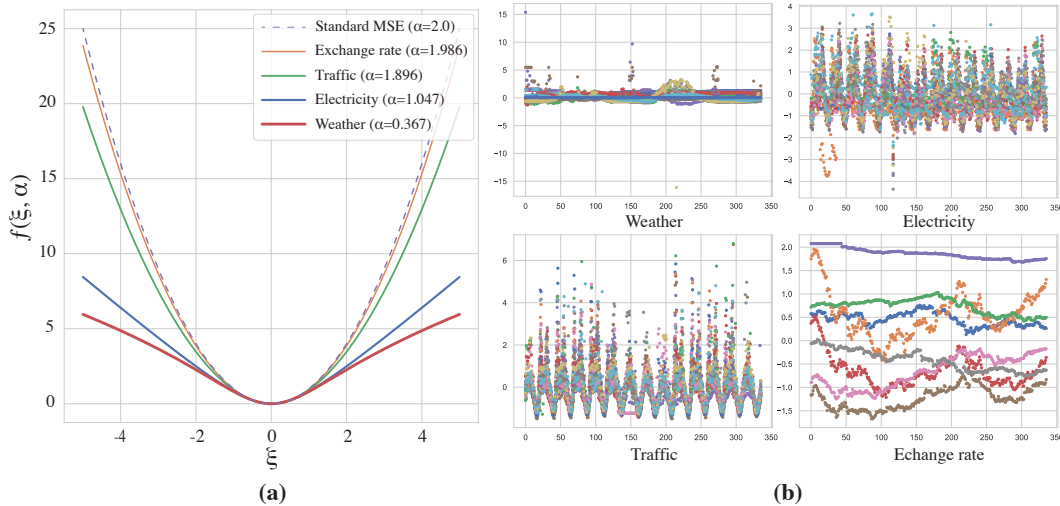 25
20
15
10
5
0
-4
-2
0
2
4
f(ξ, α)
ξ
Standard MSE (α=2.0)
Exchange rate (α=1.986)
Traffic (α=1.896)
Electricity (α=1.047)
Weather (α=0.367)
(a)
15
10
5
0
−5
−10
−15
0 50 100 150 200 250 300 350
Weather
4
3
2
1
0
−1
−2
−3
−4
0 50 100 150 200 250 300 350
Electricity
6
4
2
0
0 50 100 150 200 250 300 350
Traffic
2.0
1.5
1.0
0.5
0.0
−0.5
−1.0
−1.5
0 50 100 150 200 250 300 350
Echange rate
(b)